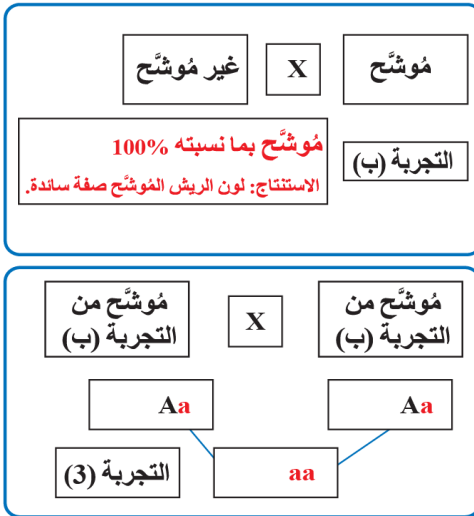 مُوشَّح X غير مُوشَّح
التجربة (ب)
مُوشَّح بما نسبته 100%
الاستنتاج: لون الريش المُوشَّح صفة سائدة.
مُوشَّح من التجربة (ب) X مُوشَّح من التجربة (ب)
Aa Aa
aa
التجربة (3)